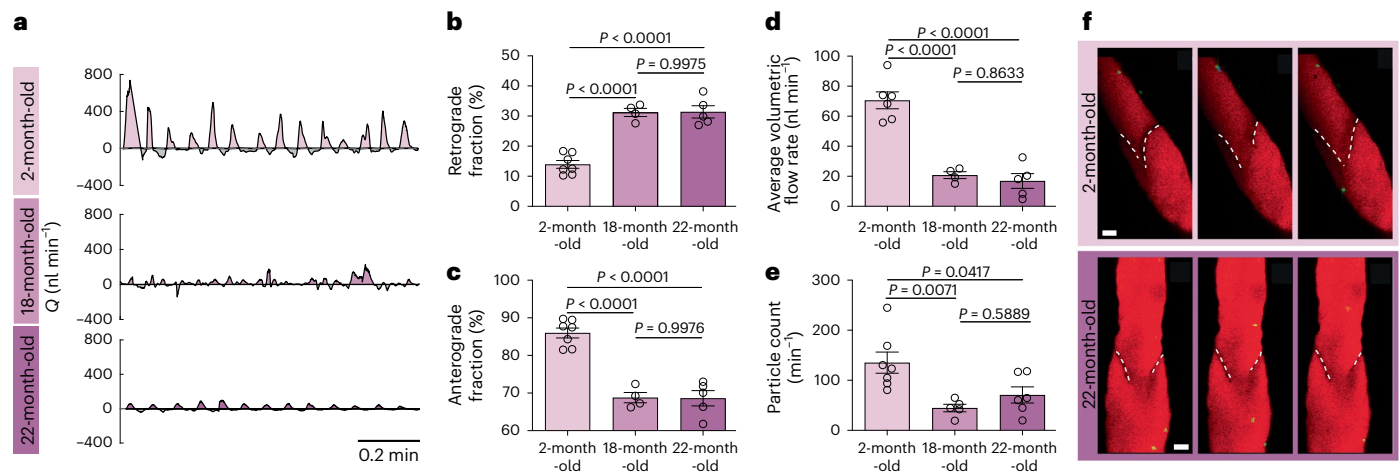 a
2-month-old
18-month-old
22-month-old
Q (nl min−1)
800
400
0
−400
800
400
0
−400
800
400
0
−400
0.2 min
b
Retrograde
fraction (%)
50
40
30
20
10
0
P < 0.0001
P = 0.9975
P < 0.0001
2-month
-old
18-month
-old
22-month
-old
c
Anterograde
fraction (%)
100
90
80
70
60
P < 0.0001
P < 0.0001
P = 0.9976
2-month
-old
18-month
-old
22-month
-old
d
Average volumetric
flow rate (nl min−1)
100
80
60
40
20
0
P < 0.0001
P < 0.0001
P = 0.8633
2-month
-old
18-month
-old
22-month
-old
e
Particle count
(min−1)
300
200
100
0
P = 0.0417
P = 0.0071
P = 0.5889
2-month
-old
18-month
-old
22-month
-old
f
2-month-old
22-month-old